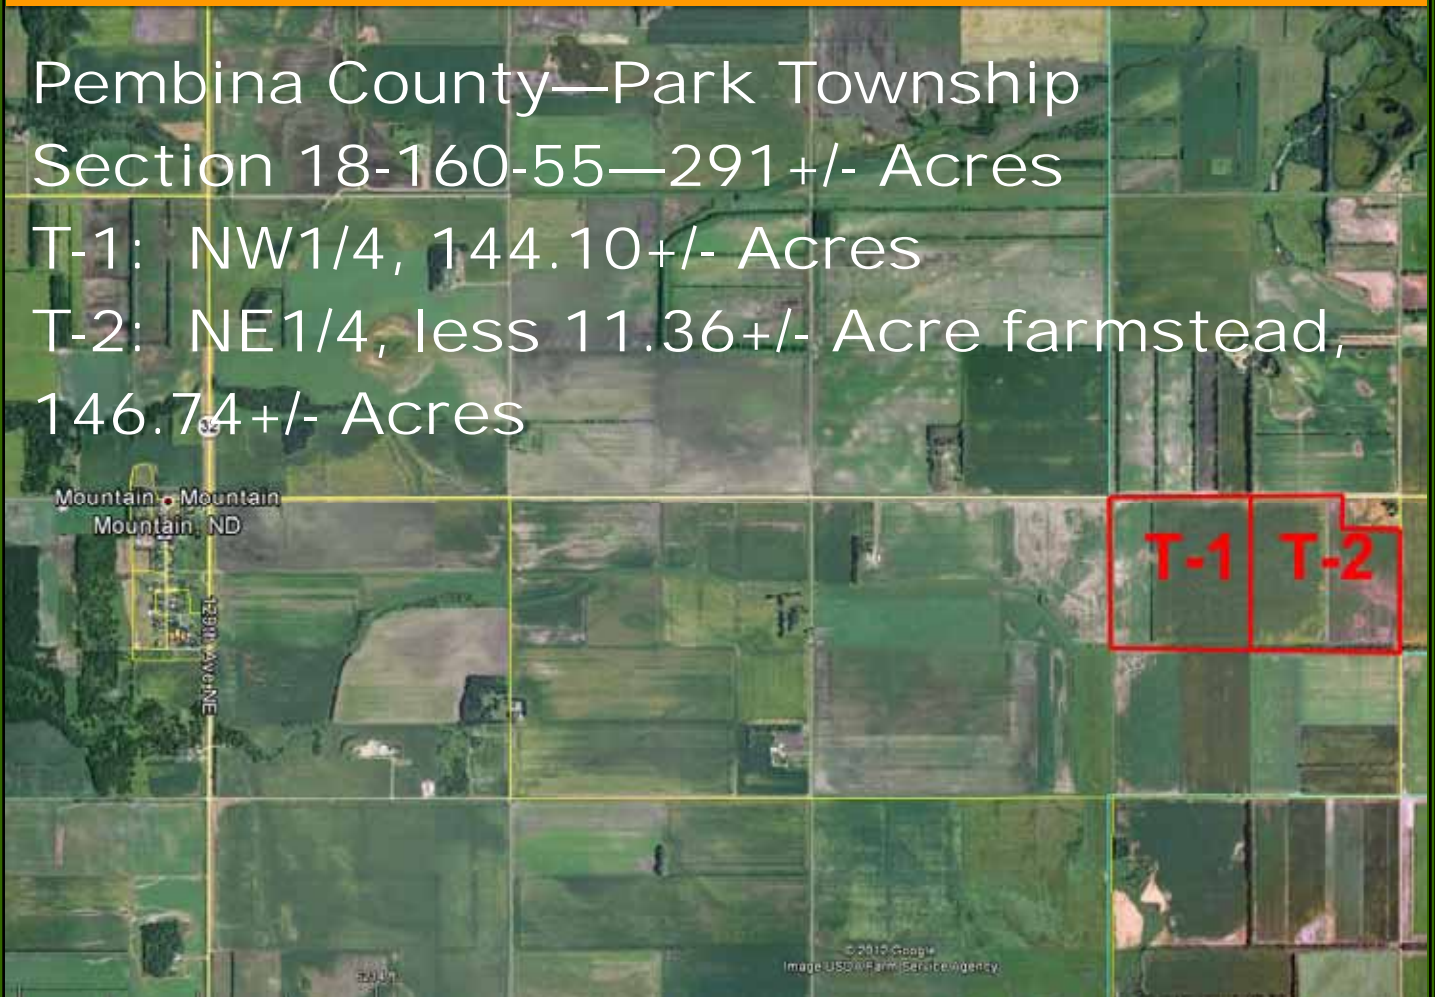 Pembina County—Park Township
Section 18-160-55—291+/- Acres
T-1:  NW1/4, 144.10+/- Acres
T-2:  NE1/4, less 11.36+/- Acre farmstead,
146.74+/- Acres
32
Mountain Mountain
Mountain, ND
T-1 T-2
129th Ave NE
© 2012 Google
Image USDA Farm Service Agency